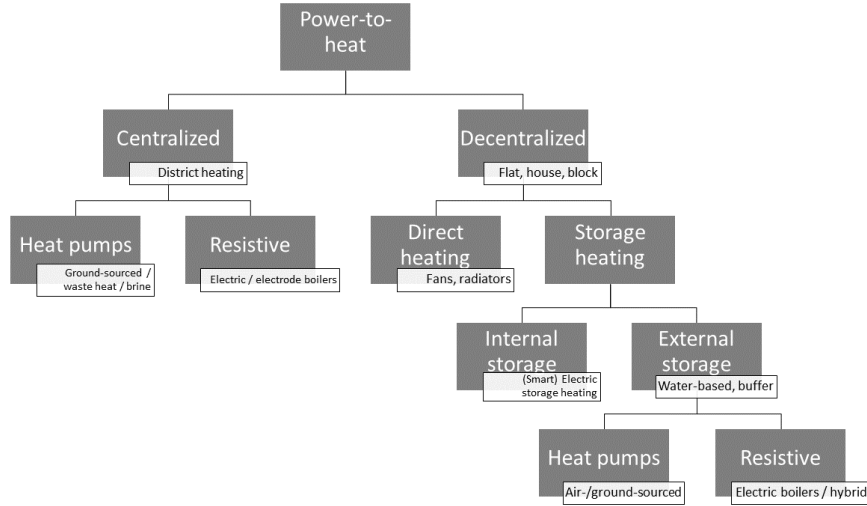 Power-to-
heat
Centralized
District heating
Decentralized
Flat, house, block
Heat pumps
Ground-sourced /
waste heat / brine
Resistive
Electric / electrode boilers
Direct
heating
Fans, radiators
Storage
heating
Internal
storage
(Smart) Electric
storage heating
External
storage
Water-based, buffer
Heat pumps
Air-/ground-sourced
Resistive
Electric boilers / hybrid